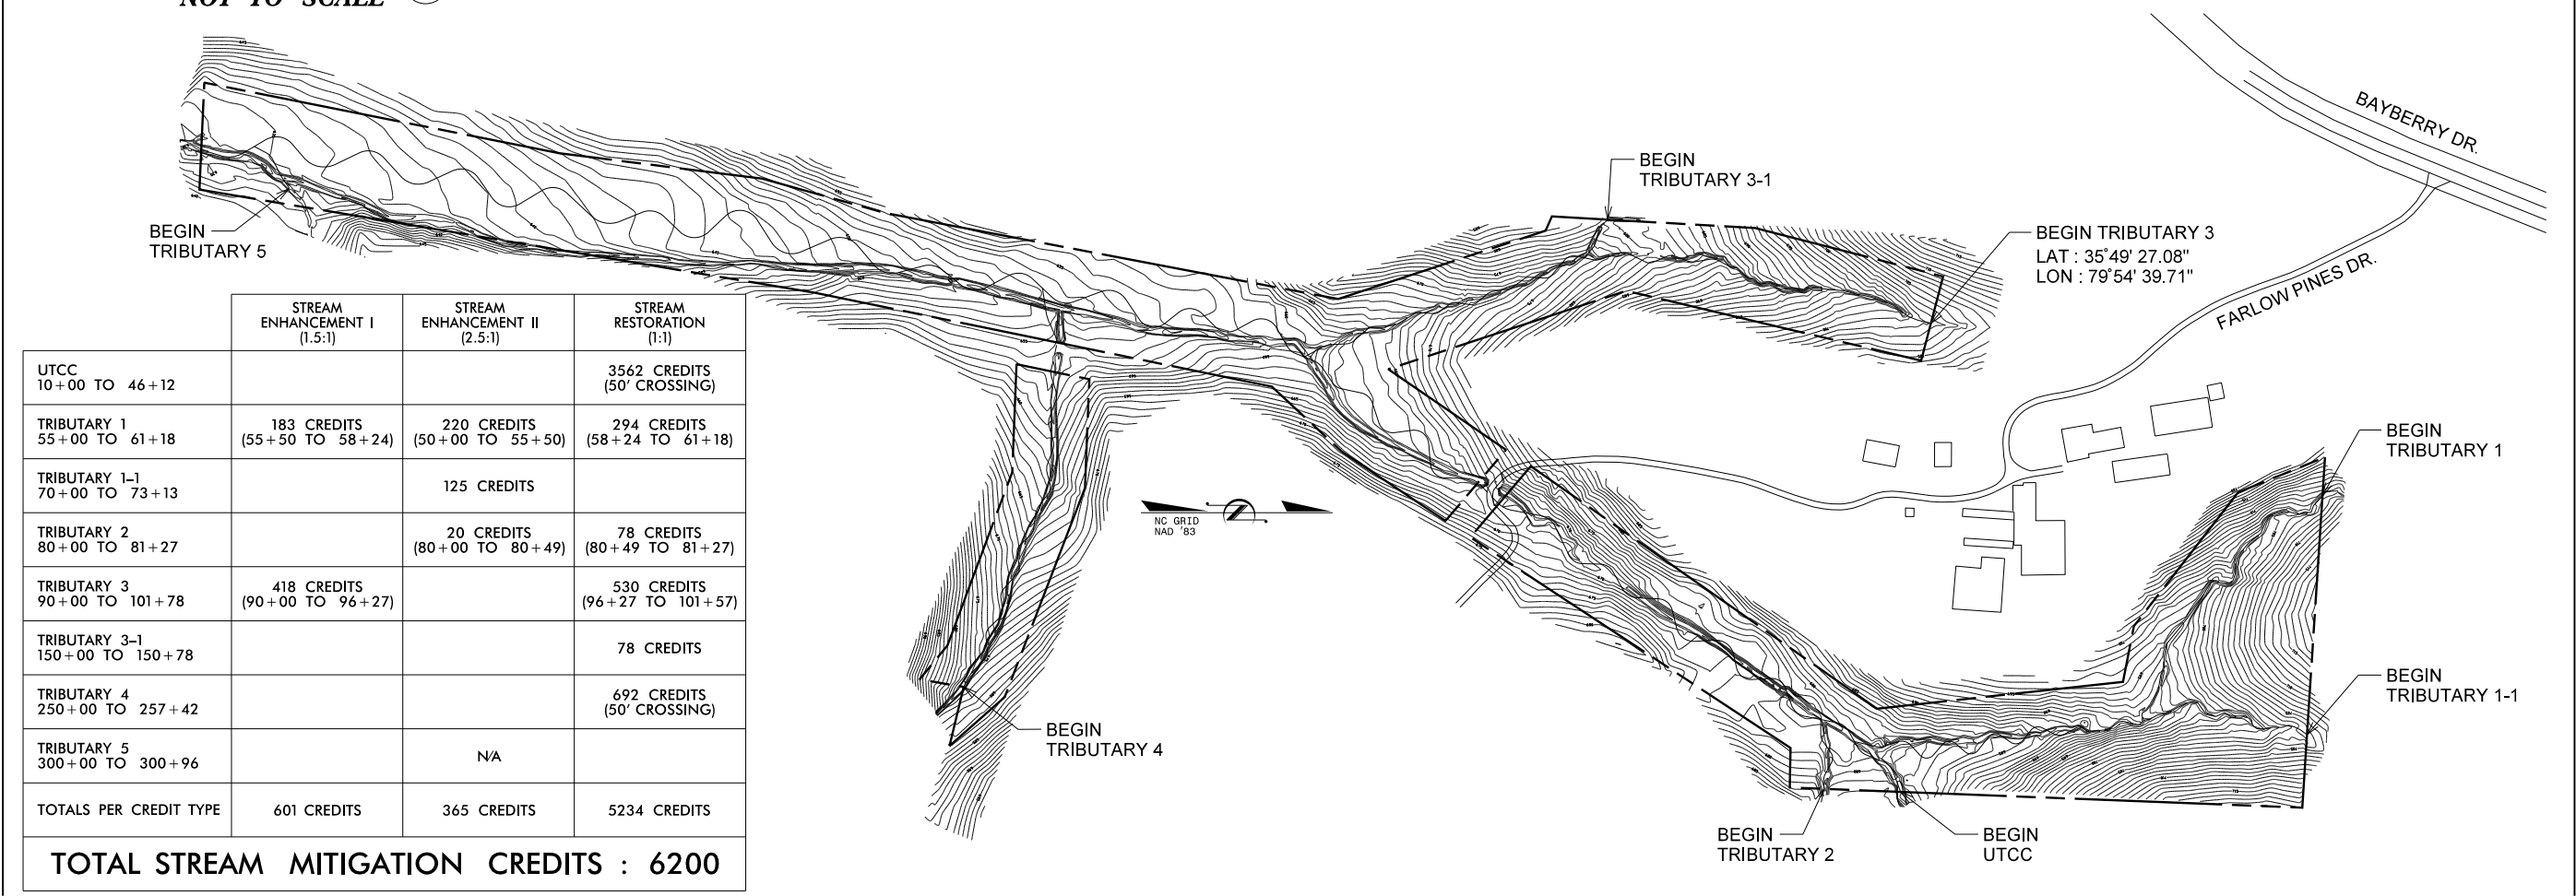 NOT TO SCALE
BAYBERRY DR.
BEGIN
TRIBUTARY 3-1
BEGIN TRIBUTARY 3
LAT : 35°49' 27.08"
LON : 79°54' 39.71"
FARLOW PINES DR.
BEGIN
TRIBUTARY 5
STREAM
ENHANCEMENT I
(1.5:1)
STREAM
ENHANCEMENT II
(2.5:1)
STREAM
RESTORATION
(1:1)
UTCC
10+00 TO 46+12
3562 CREDITS
(50' CROSSING)
TRIBUTARY 1
55+00 TO 61+18
183 CREDITS
(55+50 TO 58+24)
220 CREDITS
(50+00 TO 55+50)
294 CREDITS
(58+24 TO 61+18)
TRIBUTARY 1-1
70+00 TO 73+13
125 CREDITS
TRIBUTARY 2
80+00 TO 81+27
20 CREDITS
(80+00 TO 80+49)
78 CREDITS
(80+49 TO 81+27)
TRIBUTARY 3
90+00 TO 101+78
418 CREDITS
(90+00 TO 96+27)
530 CREDITS
(96+27 TO 101+57)
TRIBUTARY 3-1
150+00 TO 150+78
78 CREDITS
TRIBUTARY 4
250+00 TO 257+42
692 CREDITS
(50' CROSSING)
TRIBUTARY 5
300+00 TO 300+96
N/A
TOTALS PER CREDIT TYPE
601 CREDITS
365 CREDITS
5234 CREDITS
TOTAL STREAM MITIGATION CREDITS : 6200
NC GRID
NAD '83
BEGIN
TRIBUTARY 1
BEGIN
TRIBUTARY 1-1
BEGIN
TRIBUTARY 4
BEGIN
TRIBUTARY 2
BEGIN
UTCC